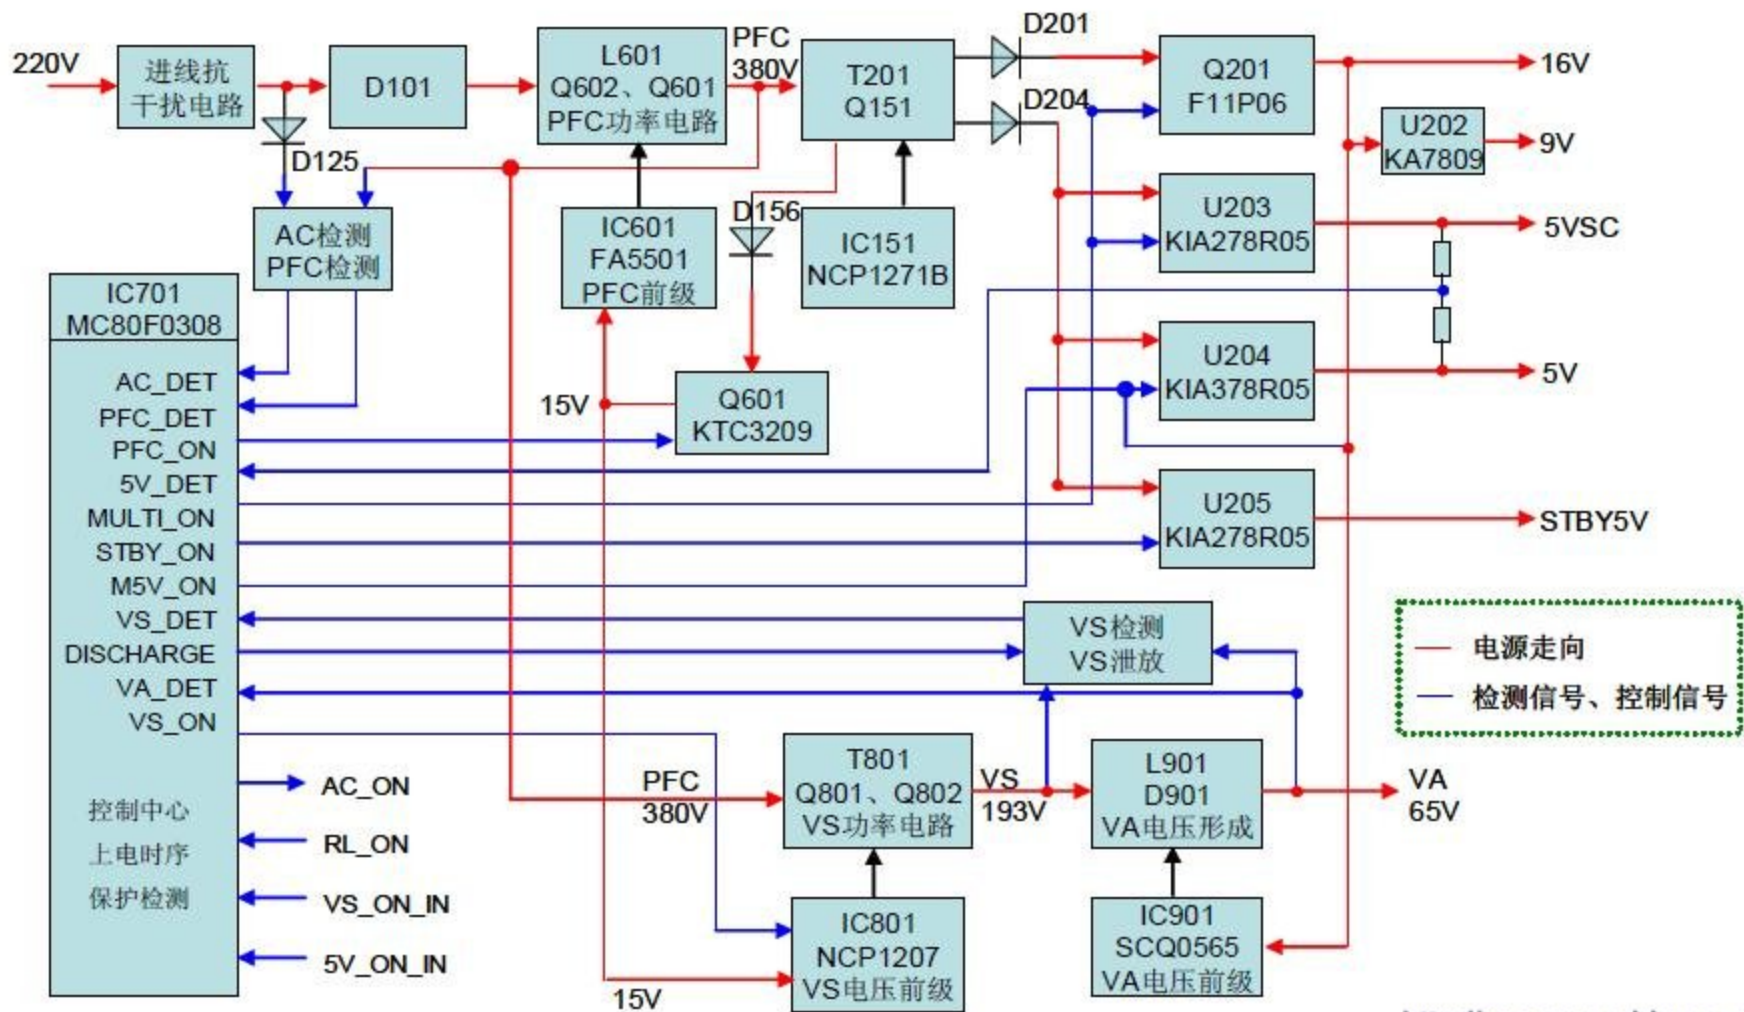 220V
进线抗
干扰电路
D101
L601
Q602、Q601
PFC功率电路
PFC
380V
T201
Q151
D201
D204
Q201
F11P06
16V
U202
KA7809
9V
D125
AC检测
PFC检测
IC601
FA5501
PFC前级
D156
IC151
NCP1271B
U203
KIA278R05
5VSC
U204
KIA378R05
5V
15V
Q601
KTC3209
U205
KIA278R05
STBY5V
IC701
MC80F0308
AC_DET
PFC_DET
PFC_ON
5V_DET
MULTI_ON
STBY_ON
M5V_ON
VS_DET
DISCHARGE
VA_DET
VS_ON
控制中心
上电时序
保护检测
AC_ON
RL_ON
VS_ON_IN
5V_ON_IN
VS检测
VS泄放
电源走向
检测信号、控制信号
PFC
380V
T801
Q801、Q802
VS功率电路
VS
193V
L901
D901
VA电压形成
VA
65V
15V
IC801
NCP1207
VS电压前级
IC901
SCQ0565
VA电压前级